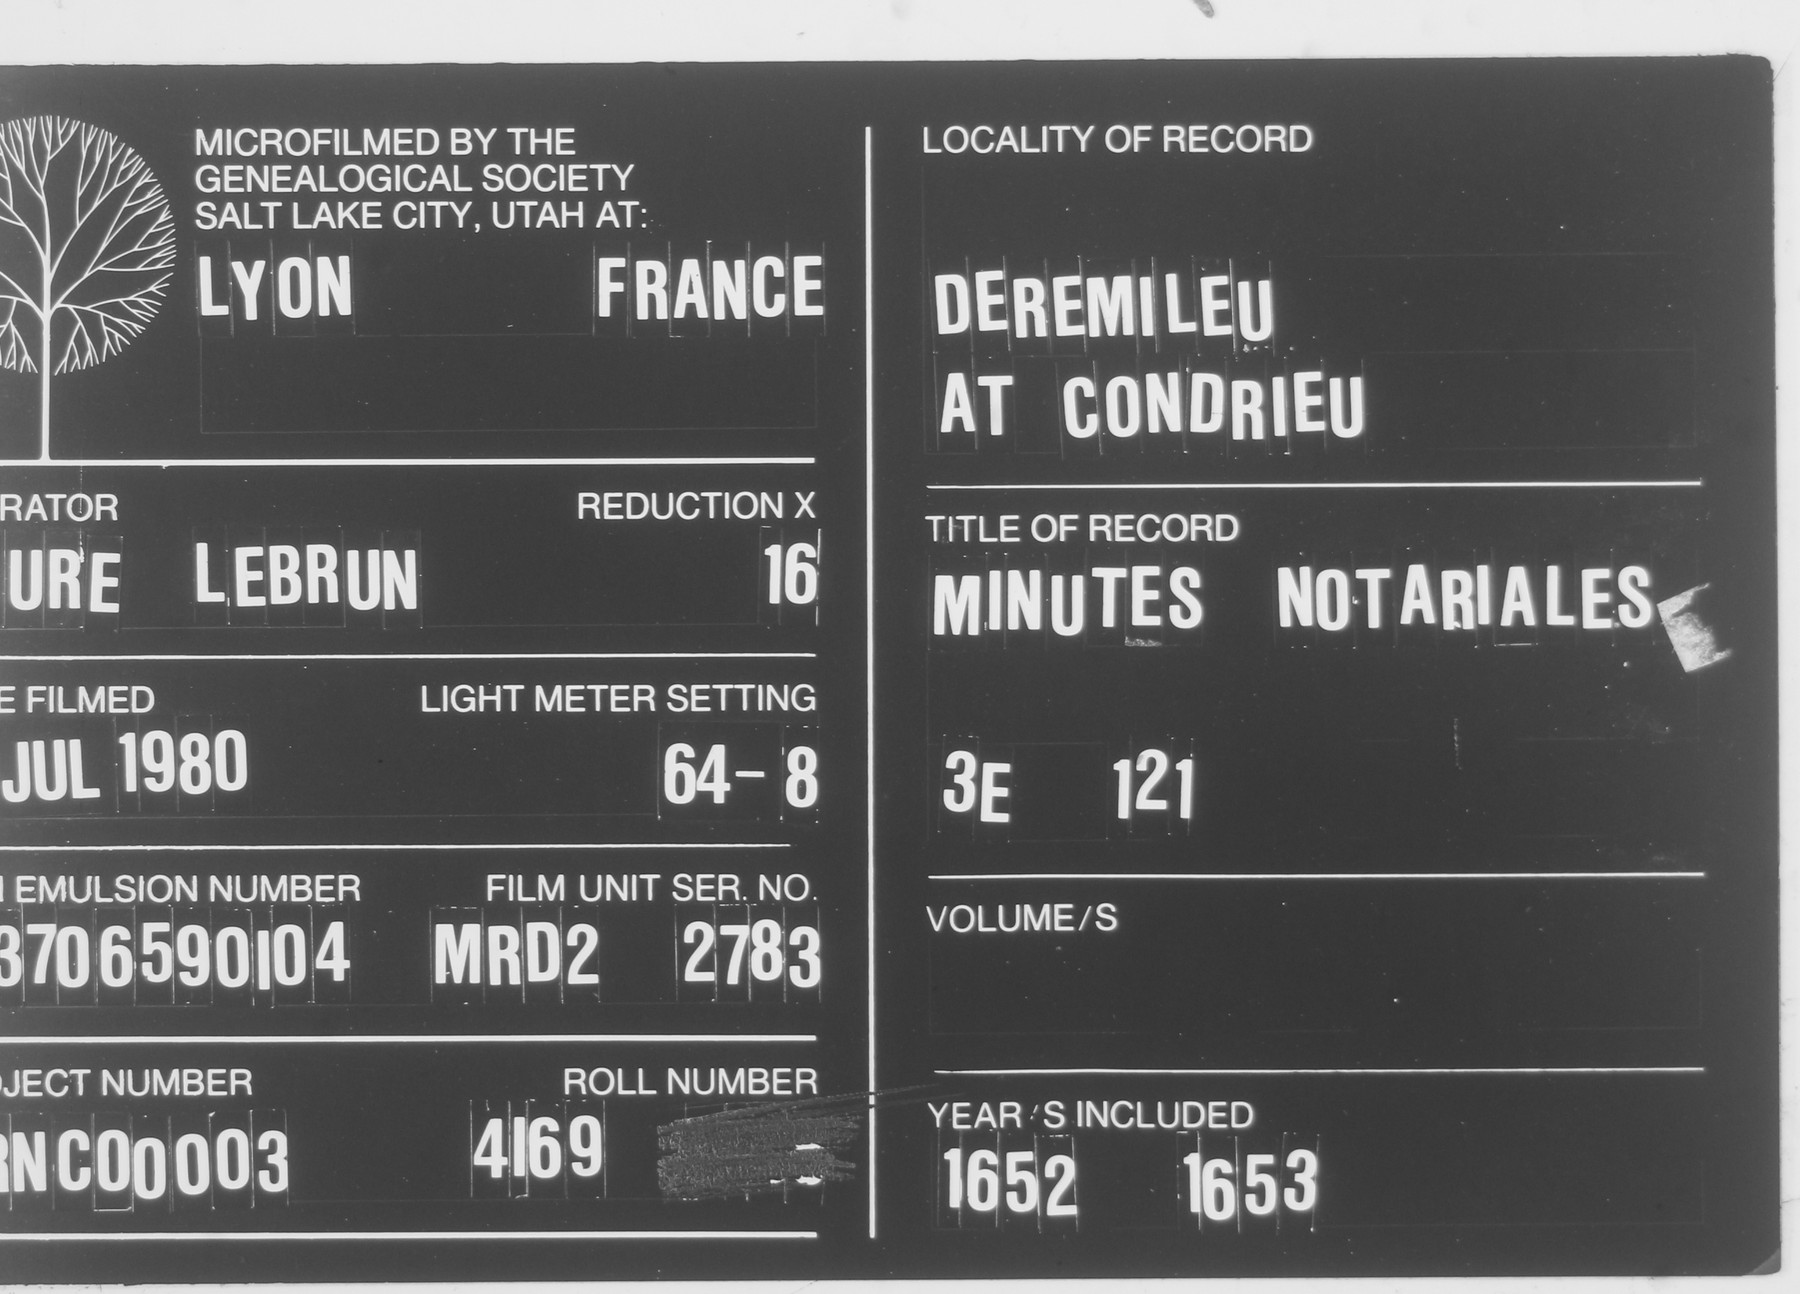 MICROFILMED BY THE
GENEALOGICAL SOCIETY
SALT LAKE CITY, UTAH AT:
LYON FRANCE
RATOR REDUCTION X
URE LEBRUN 16
E FILMED LIGHT METER SETTING
JUL 1980 64-8
EMULSION NUMBER FILM UNIT SER. NO.
3706590104 MRD2 2783
JECT NUMBER ROLL NUMBER
RNC00003 4169
LOCALITY OF RECORD
DEREMILEU
AT CONDRIEU
TITLE OF RECORD
MINUTES NOTARIALES
3E 121
VOLUME/S
YEAR'S INCLUDED
1652 1653